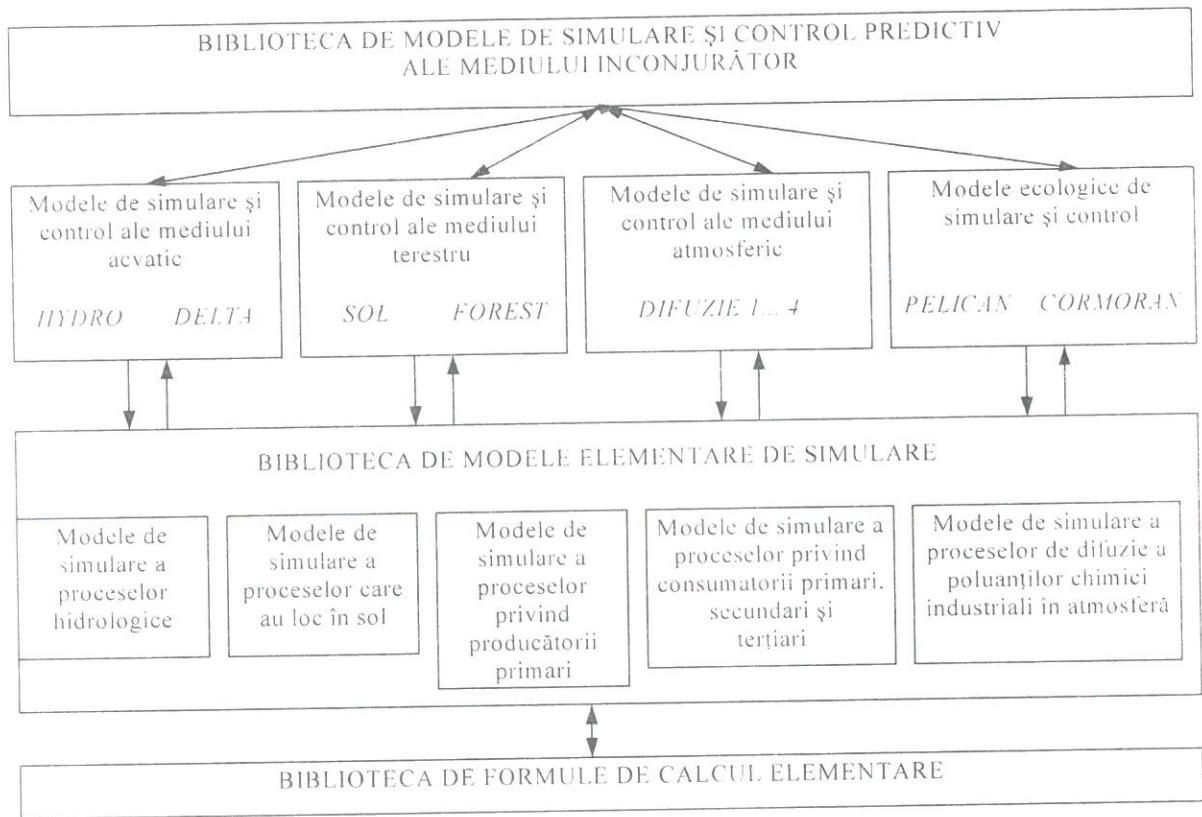 BIBLIOTECA DE MODELE DE SIMULARE ŞI CONTROL PREDICTIV
ALE MEDIULUI INCONJURĂTOR
Modele de simulare şi
control ale mediului
acvatic
HYDRO DELTA
Modele de simulare şi
control ale mediului
terestru
SOL FOREST
Modele de simulare şi
control ale mediului
atmosferic
DIFUZIE 1... 4
Modele ecologice de
simulare şi control
PELICAN CORMORAN
BIBLIOTECA DE MODELE ELEMENTARE DE SIMULARE
Modele de
simulare a
proceselor
hidrologice
Modele de
simulare a
proceselor care
au loc în sol
Modele de
simulare a
proceselor
privind
producătorii
primari
Modele de simulare a
proceselor privind
consumatorii primari.
secundari şi
terţiari
Modele de simulare a
proceselor de difuzie a
poluanţilor chimici
industriali în atmosferă
BIBLIOTECA DE FORMULE DE CALCUL ELEMENTARE